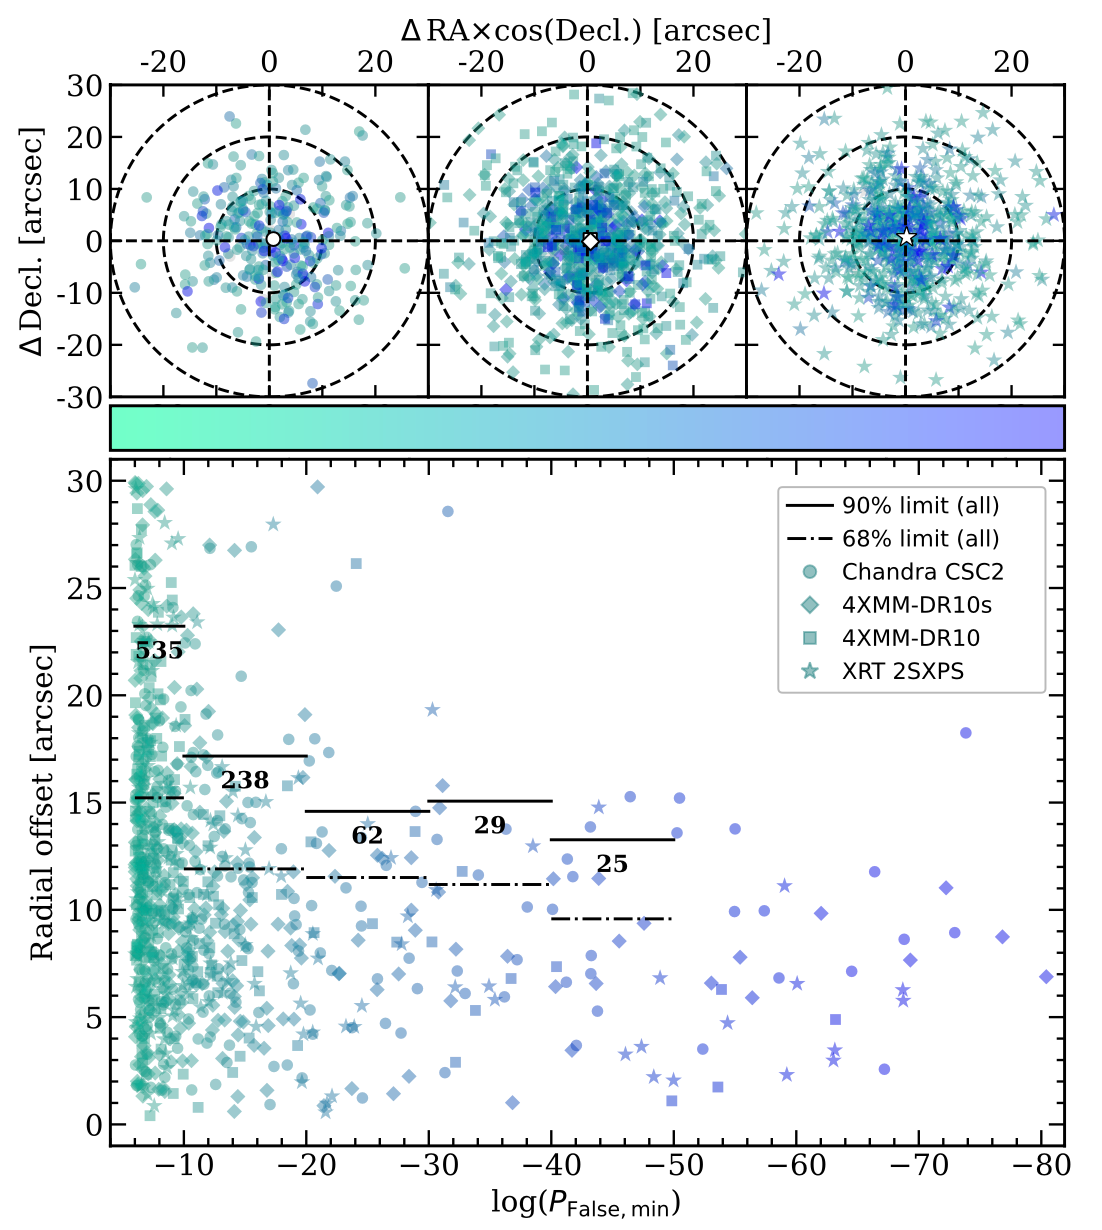 Δ RA×cos(Decl.) [arcsec]
-20 0 20 -20 0 20 -20 0 20
Δ Decl. [arcsec]
30
20
10
0
-10
-20
-30
Radial offset [arcsec]
30
25
20
15
10
5
0
90% limit (all)
68% limit (all)
Chandra CSC2
4XMM-DR10s
4XMM-DR10
XRT 2SXPS
535
238
62
29
25
−10 −20 −30 −40 −50 −60 −70 −80
log(P_False, min)